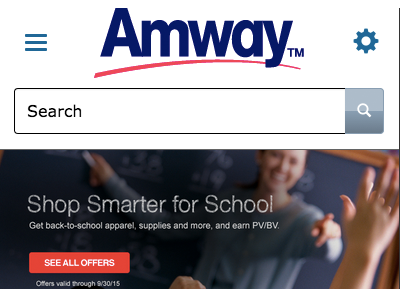 Amway™
Search
Shop Smarter for School
Get back-to-school apparel, supplies and more, and earn PV/BV.
SEE ALL OFFERS
Offers valid through 9/30/15